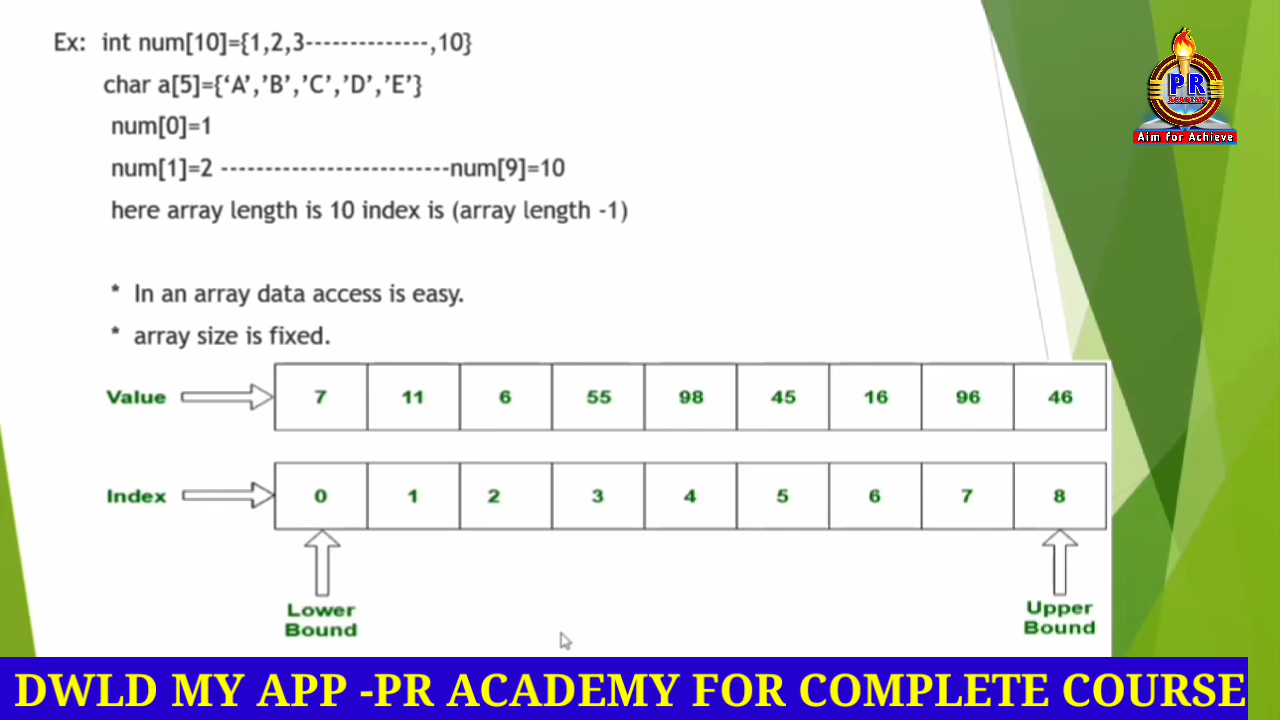 Ex: int num[10]={1,2,3--------------,10}
char a[5]={‘A’,’B’,’C’,’D’,’E’}
num[0]=1
num[1]=2 -------------------------num[9]=10
here array length is 10 index is (array length -1)
* In an array data access is easy.
* array size is fixed.
Value 7 11 6 55 98 45 16 96 46
Index 0 1 2 3 4 5 6 7 8
Lower Bound
Upper Bound
PR
Aim for Achieve
DWLD MY APP -PR ACADEMY FOR COMPLETE COURSE